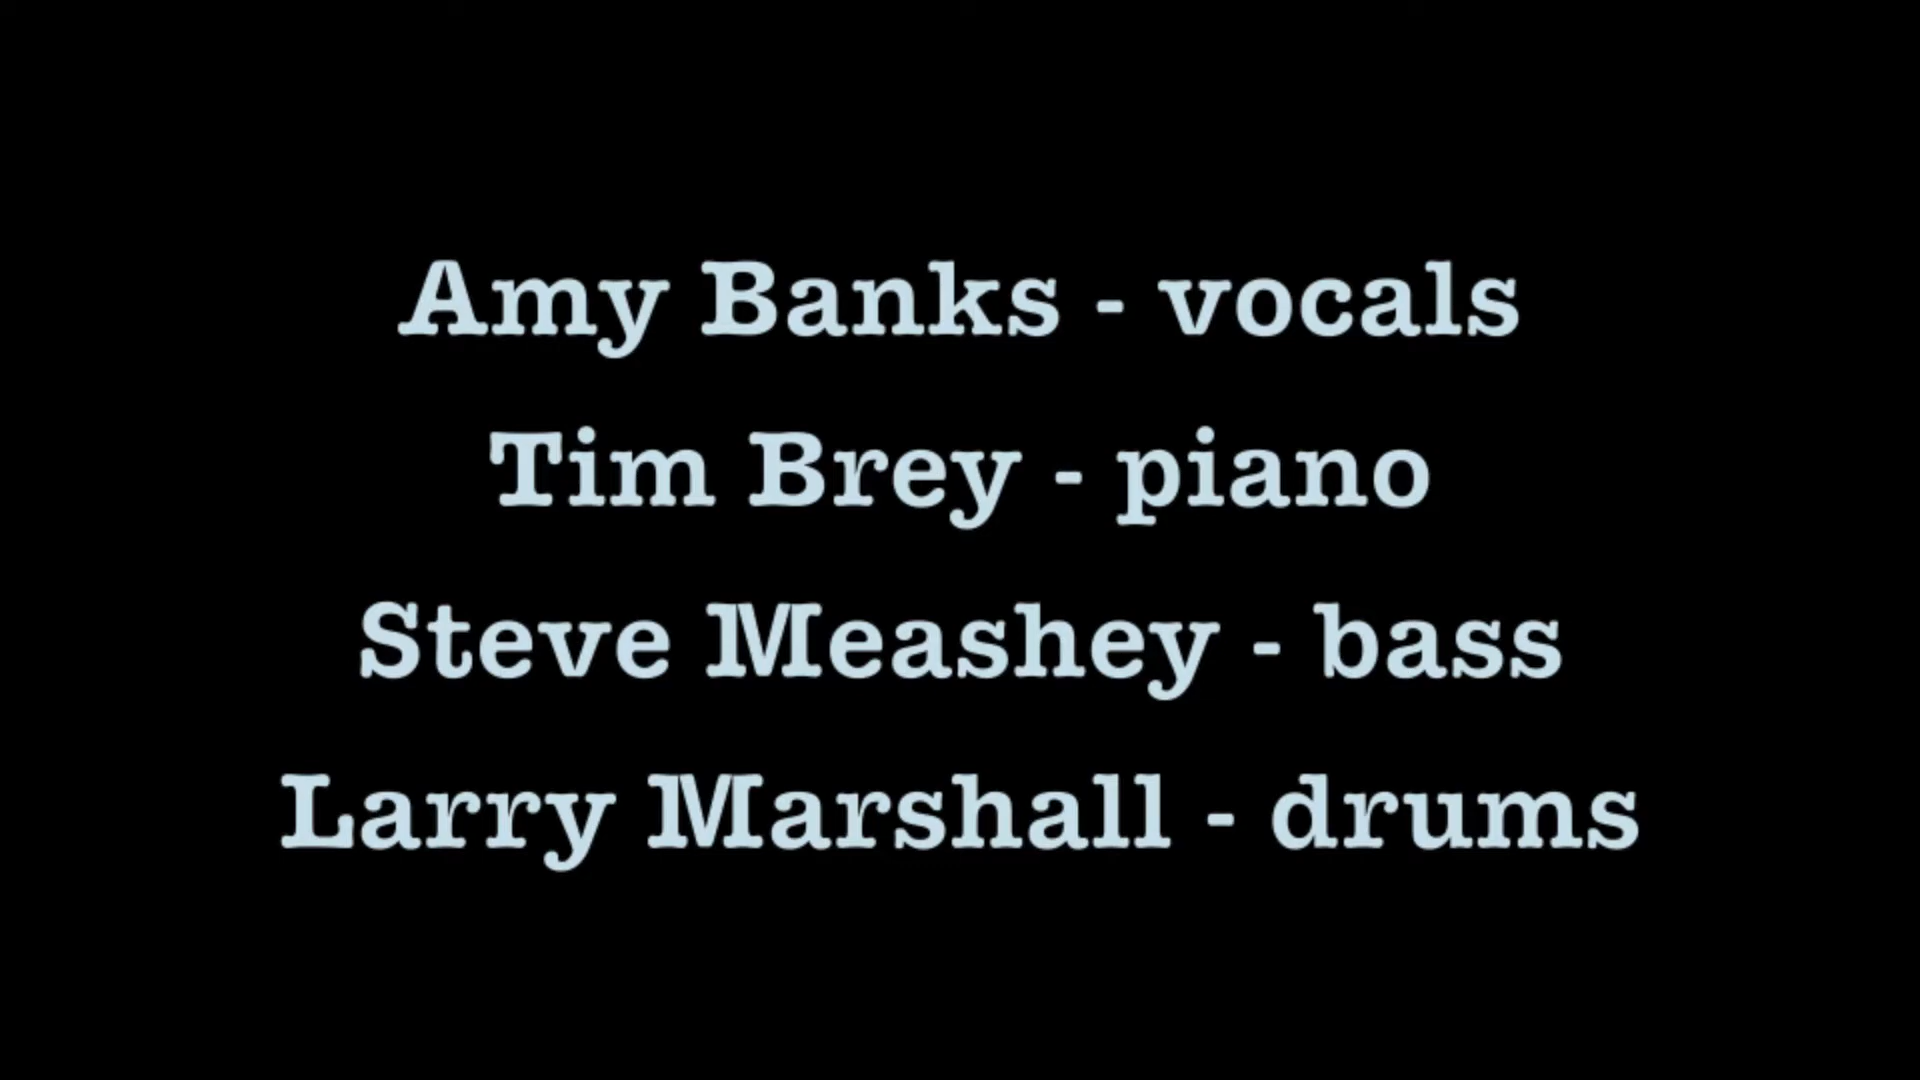 Amy Banks - vocals
Tim Brey - piano
Steve Meashey - bass
Larry Marshall - drums